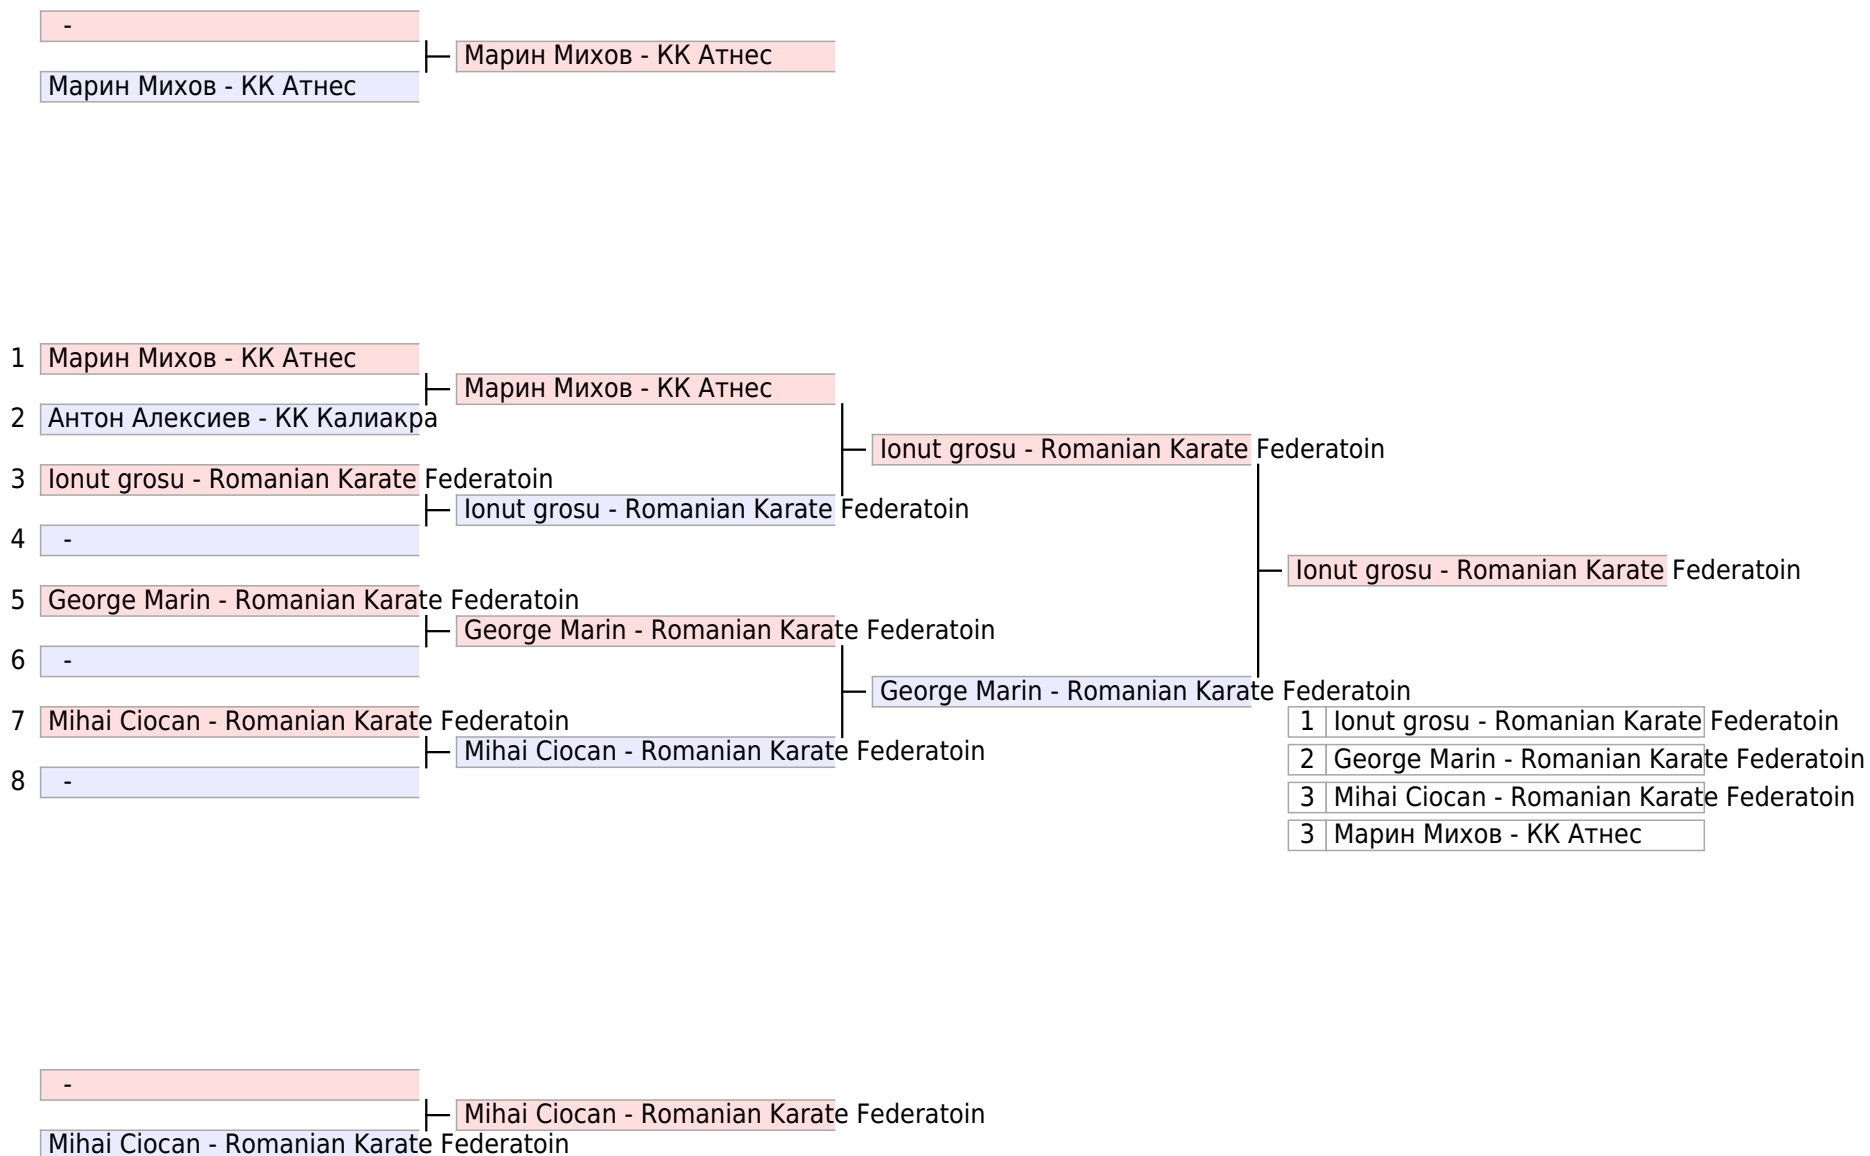 -
Марин Михов - КК Атнес
Марин Михов - КК Атнес
1 Марин Михов - КК Атнес
Марин Михов - КК Атнес
2 Антон Алексиев - КК Калиакра
Ionut grosu - Romanian Karate Federatoin
3 Ionut grosu - Romanian Karate Federatoin
Ionut grosu - Romanian Karate Federatoin
4 -
Ionut grosu - Romanian Karate Federatoin
5 George Marin - Romanian Karate Federatoin
George Marin - Romanian Karate Federatoin
6 -
George Marin - Romanian Karate Federatoin
7 Mihai Ciocan - Romanian Karate Federatoin
1 Ionut grosu - Romanian Karate Federatoin
Mihai Ciocan - Romanian Karate Federatoin
2 George Marin - Romanian Karate Federatoin
8 -
3 Mihai Ciocan - Romanian Karate Federatoin
3 Марин Михов - КК Атнес
-
Mihai Ciocan - Romanian Karate Federatoin
Mihai Ciocan - Romanian Karate Federatoin